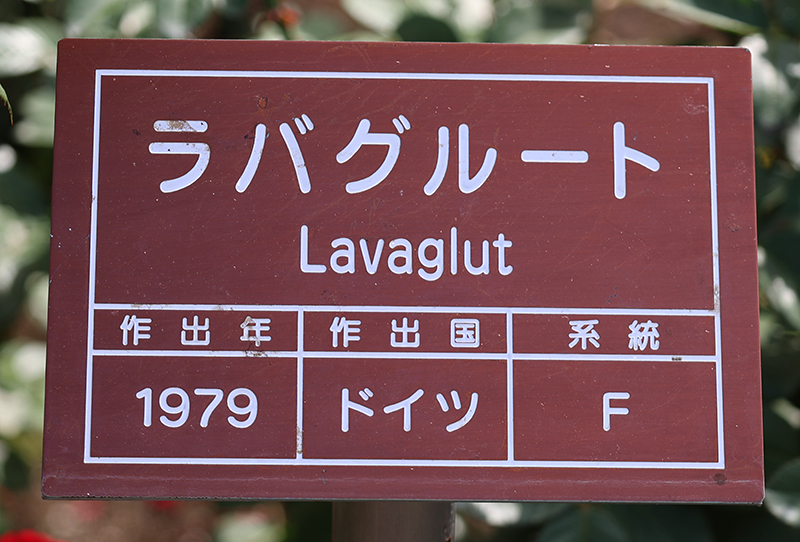 ラバグルート
Lavaglut
作出年 作出国 系統
1979 ドイツ F